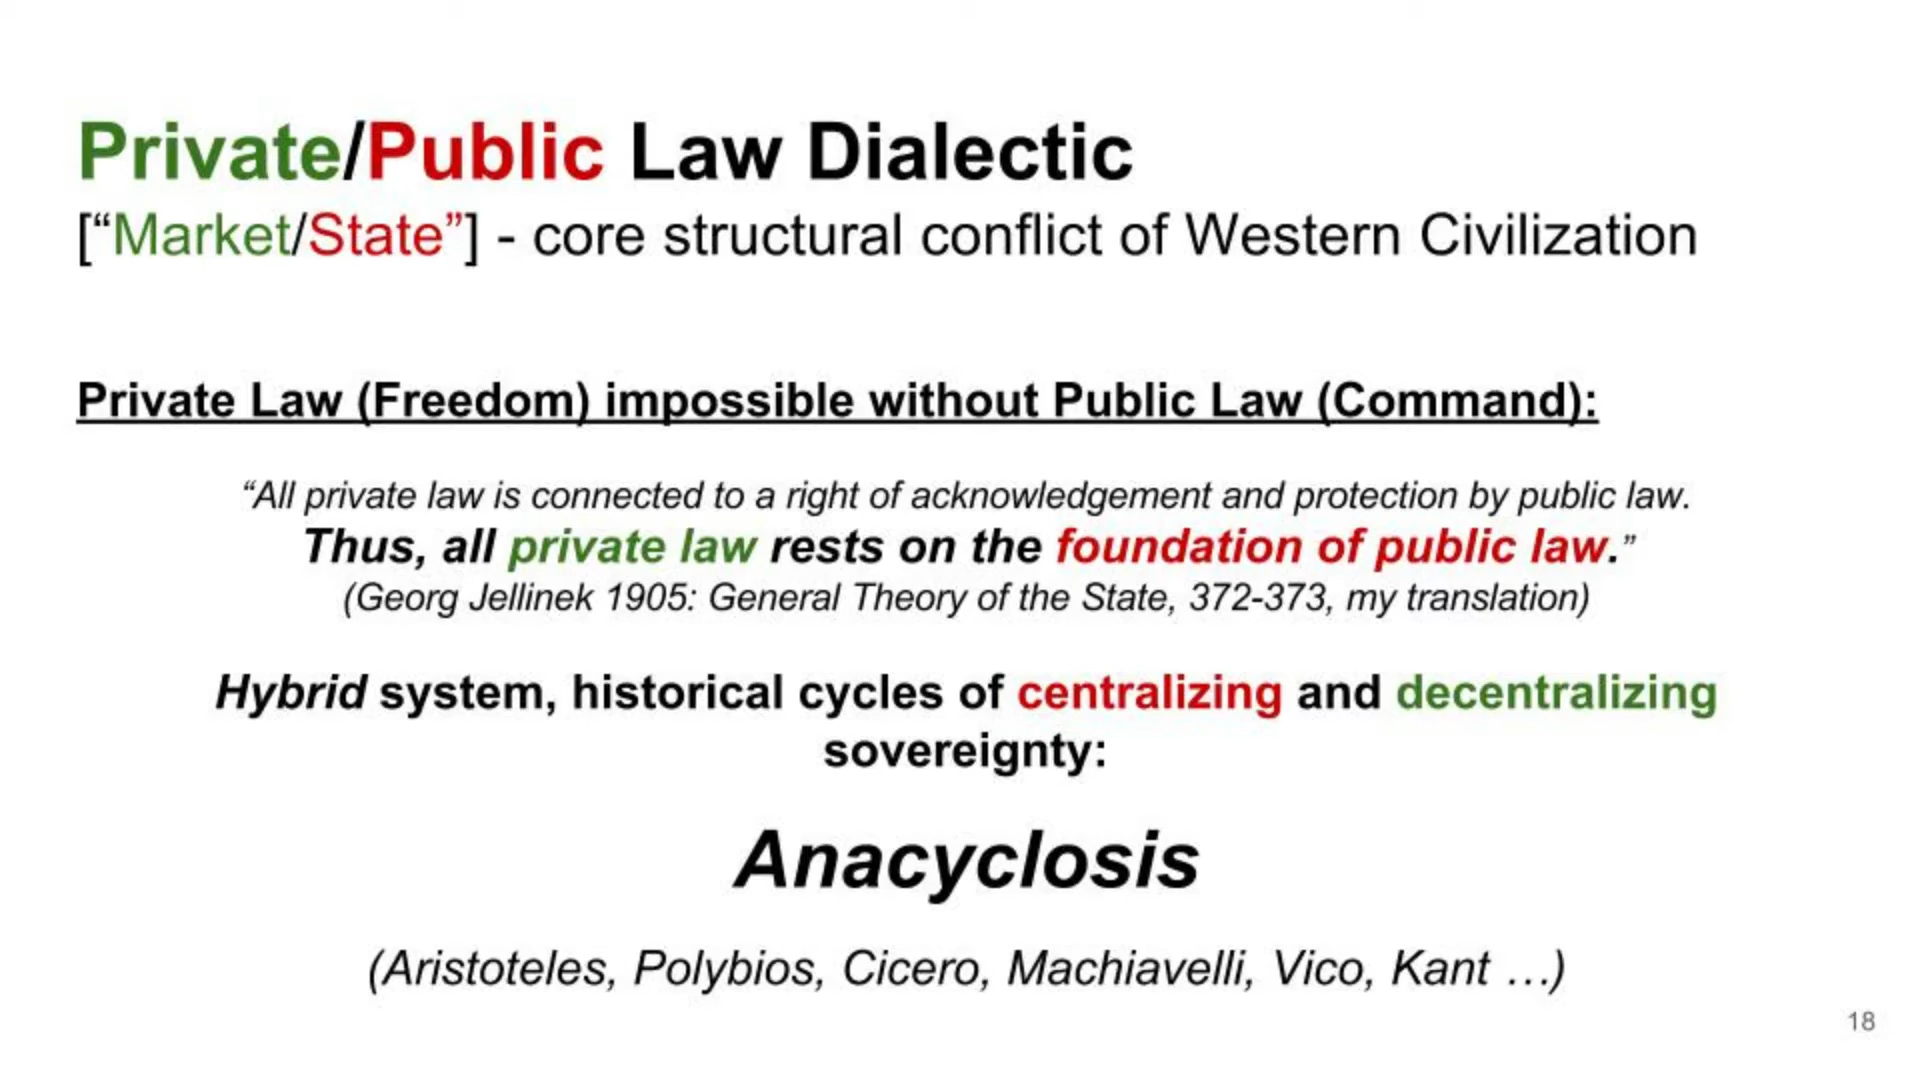 Private/Public Law Dialectic
[“Market/State”] - core structural conflict of Western Civilization
Private Law (Freedom) impossible without Public Law (Command):
“All private law is connected to a right of acknowledgement and protection by public law.
Thus, all private law rests on the foundation of public law.”
(Georg Jellinek 1905: General Theory of the State, 372-373, my translation)
Hybrid system, historical cycles of centralizing and decentralizing
sovereignty:
Anacyclosis
(Aristoteles, Polybios, Cicero, Machiavelli, Vico, Kant …)
18